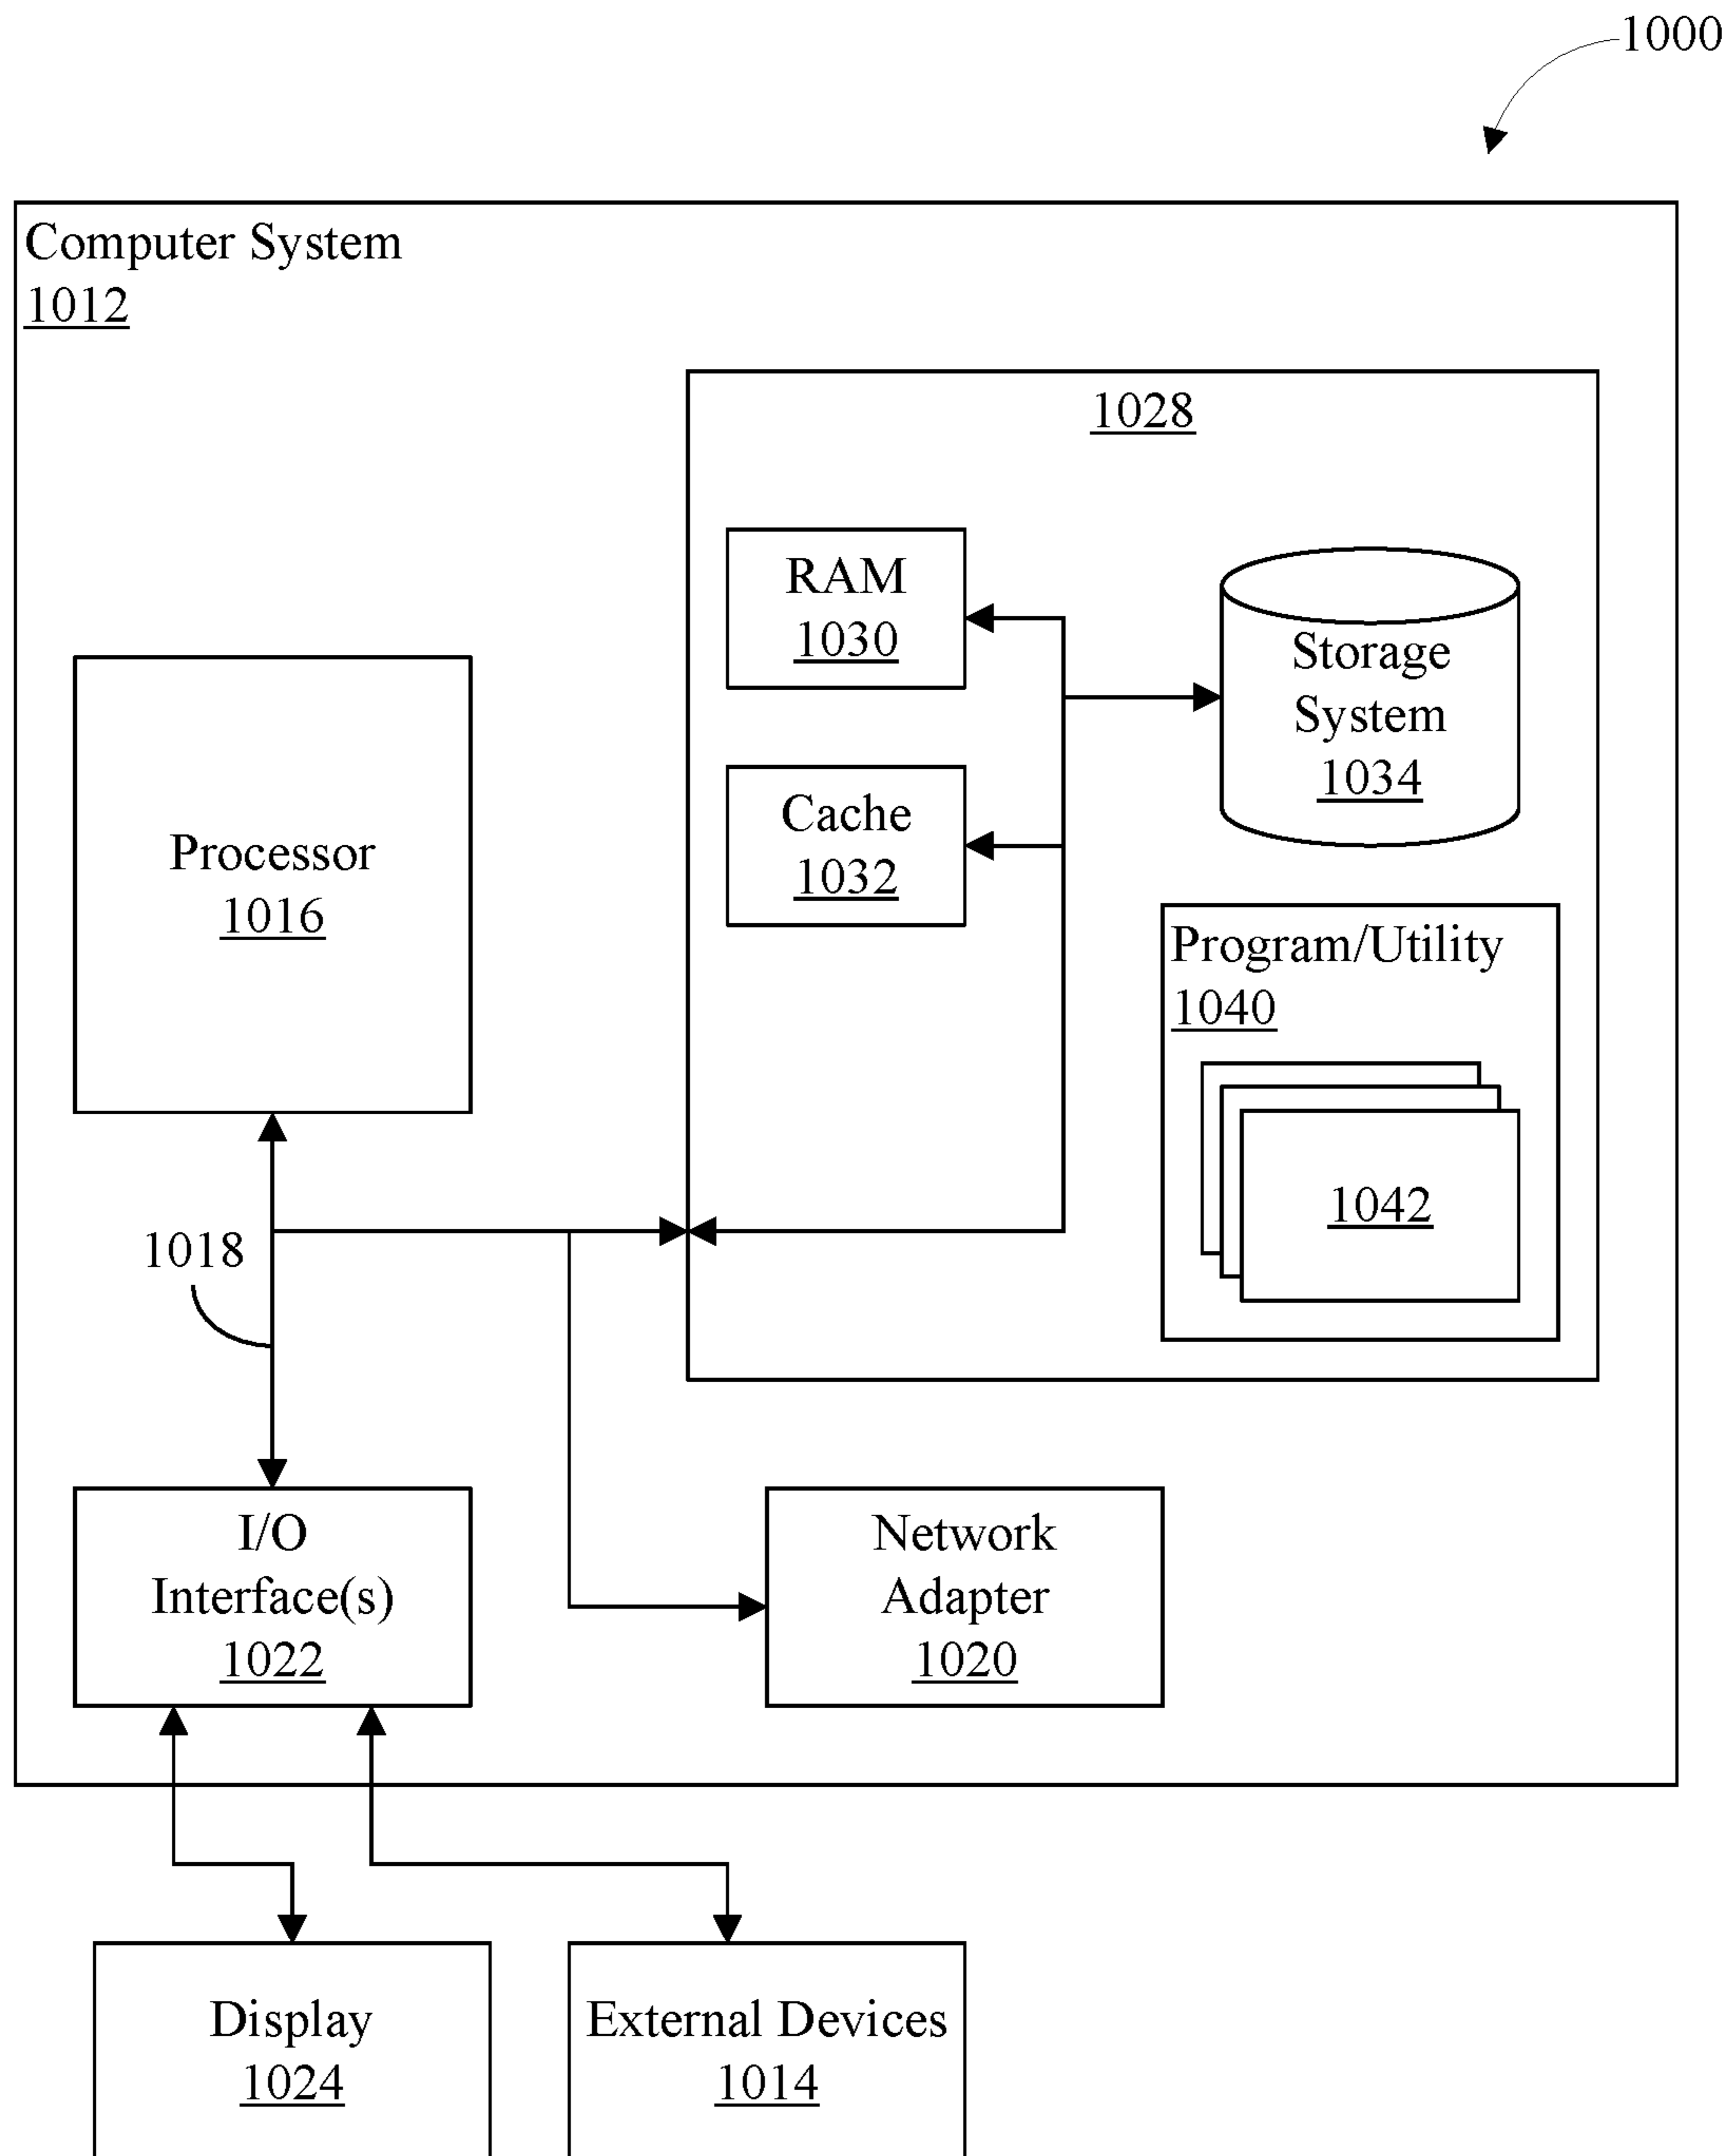 1000
Computer System
1012
1028
RAM
1030
Storage
System
1034
Cache
1032
Processor
1016
Program/Utility
1040
1042
1018
I/O
Interface(s)
1022
Network
Adapter
1020
Display
1024
External Devices
1014